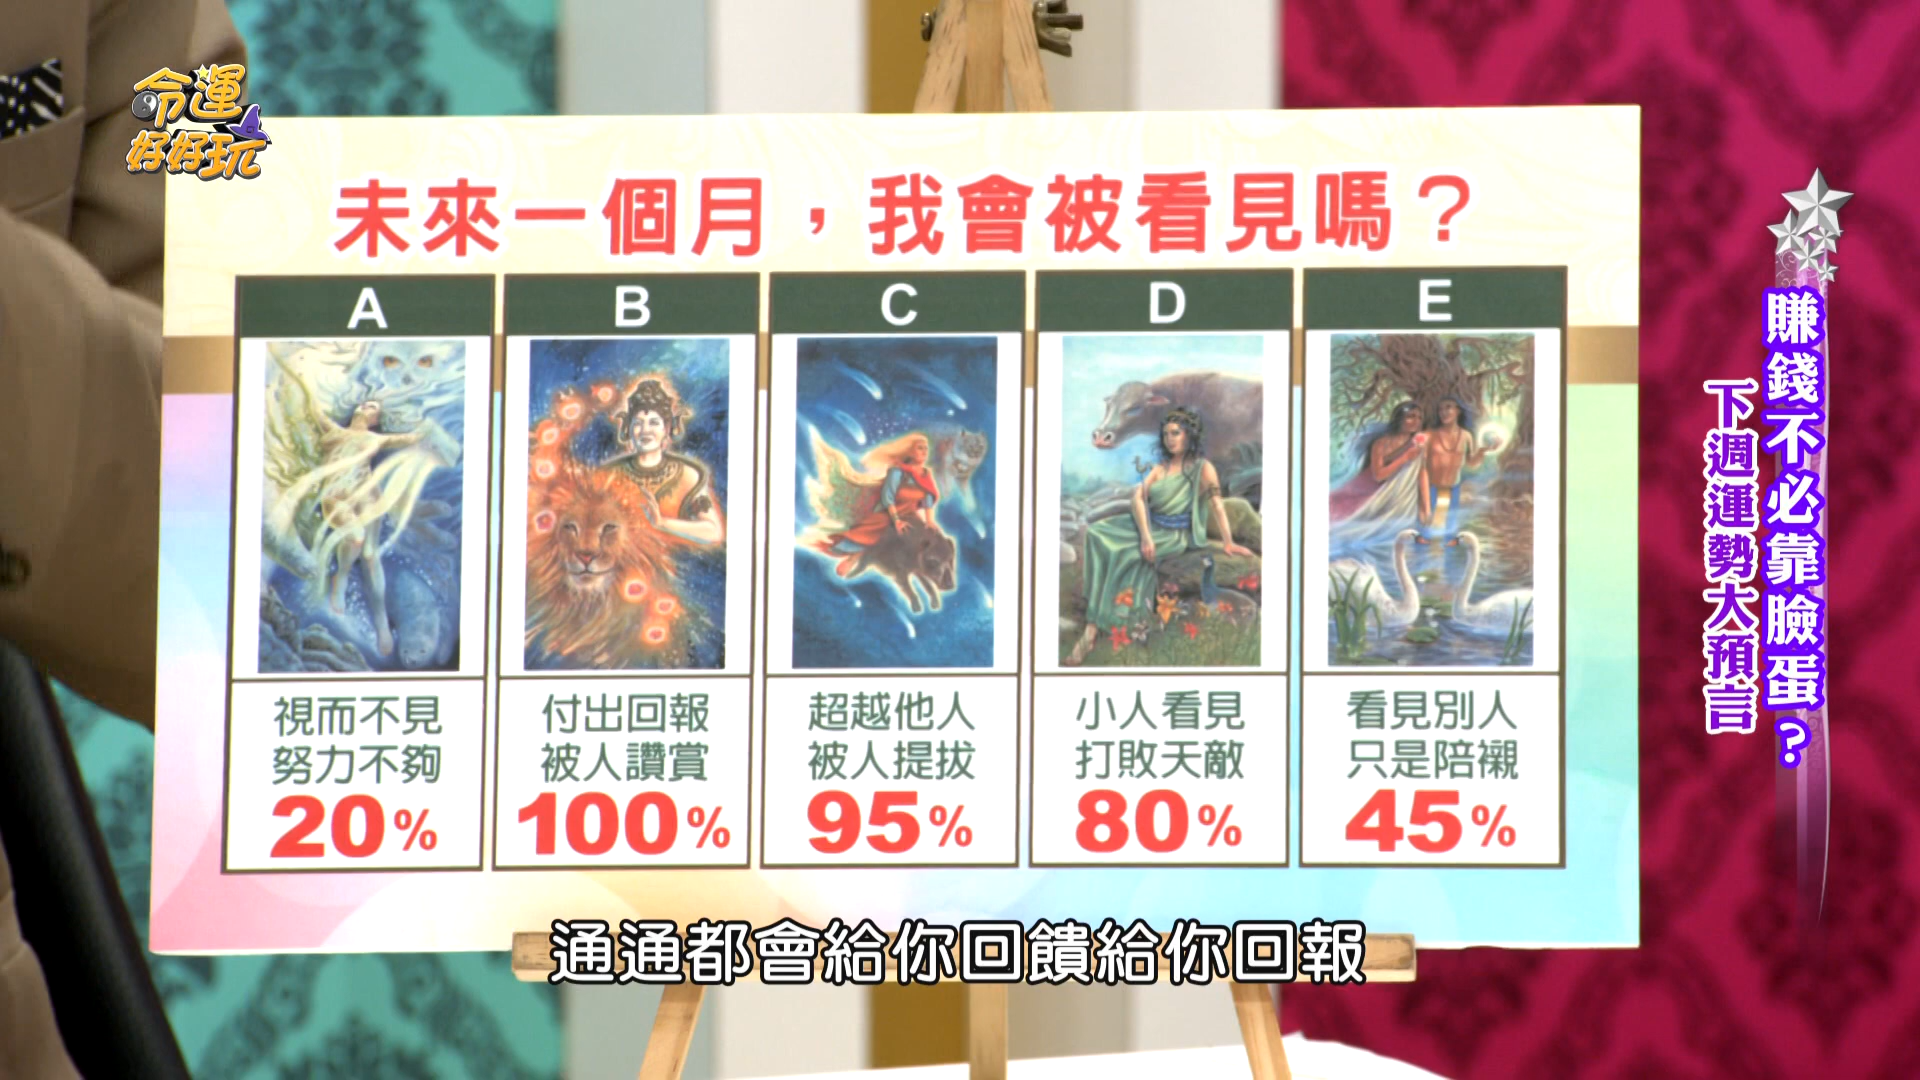 命運
好好玩
未來一個月，我會被看見嗎？
A
視而不見
努力不夠
20%
B
付出回報
被人讚賞
100%
C
超越他人
被人提拔
95%
D
小人看見
打敗天敵
80%
E
看見別人
只是陪襯
45%
賺錢不必靠臉蛋？
下週運勢大預言
通通都會給你回饋給你回報